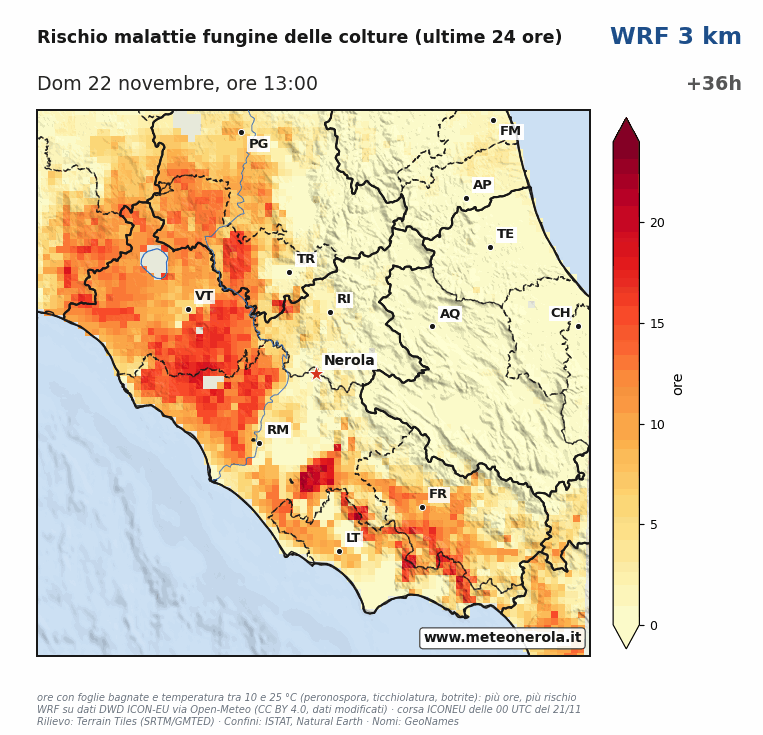 Rischio malattie fungine delle colture (ultime 24 ore)
WRF 3 km
Dom 22 novembre, ore 13:00
+36h
FM
PG
AP
TE
TR
VT
RI
AQ
CH
Nerola
RM
FR
LT
www.meteonerola.it
20
15
10
5
0
ore
ore con foglie bagnate e temperatura tra 10 e 25 °C (peronospora, ticchiolatura, botrite): più ore, più rischio
WRF su dati DWD ICON-EU via Open-Meteo (CC BY 4.0, dati modificati) · corsa ICONEU delle 00 UTC del 21/11
Rilievo: Terrain Tiles (SRTM/GMTED) · Confini: ISTAT, Natural Earth · Nomi: GeoNames